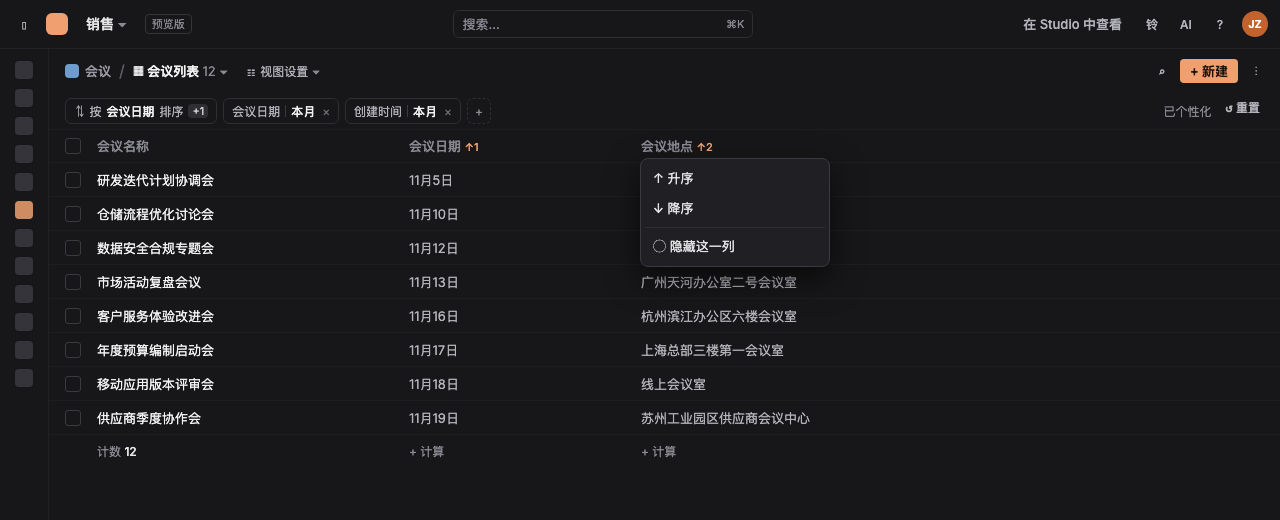 销售 预览版 搜索... ⌘K 在 Studio 中查看 铃 AI ? JZ
会议 / 会议列表 12 视图设置 + 新建
按 会议日期 排序 +1 会议日期 本月 × 创建时间 本月 × + 已个性化 ↺ 重置
会议名称 会议日期 ↑1 会议地点 ↑2
研发迭代计划协调会 11月5日 ↑ 升序
仓储流程优化讨论会 11月10日 ↓ 降序
数据安全合规专题会 11月12日 隐藏这一列
市场活动复盘会议 11月13日 广州天河办公室二号会议室
客户服务体验改进会 11月16日 杭州滨江办公区六楼会议室
年度预算编制启动会 11月17日 上海总部三楼第一会议室
移动应用版本评审会 11月18日 线上会议室
供应商季度协作会 11月19日 苏州工业园区供应商会议中心
计数 12 + 计算 + 计算